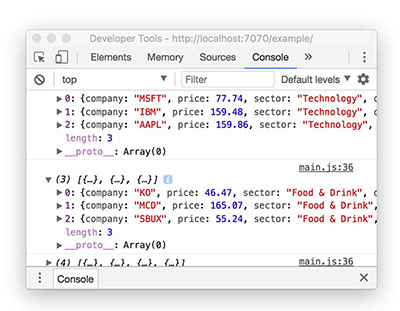 Developer Tools - http://localhost:7070/example/
Elements Memory Sources Console »
top ▼ Filter Default levels ▼
▶ 0: {company: "MSFT", price: 77.74, sector: "Technology", c
▶ 1: {company: "IBM", price: 159.48, sector: "Technology",
▶ 2: {company: "AAPL", price: 159.86, sector: "Technology",
length: 3
▶ __proto__: Array(0)
main.js:36
▼ (3) [{…}, {…}, {…}] i
▶ 0: {company: "KO", price: 46.47, sector: "Food & Drink",
▶ 1: {company: "MCD", price: 165.07, sector: "Food & Drink",
▶ 2: {company: "SBUX", price: 55.24, sector: "Food & Drink",
length: 3
▶ __proto__: Array(0)
main.js:36
▶ (4) [{…}, {…}, {…}, {…}]
Console